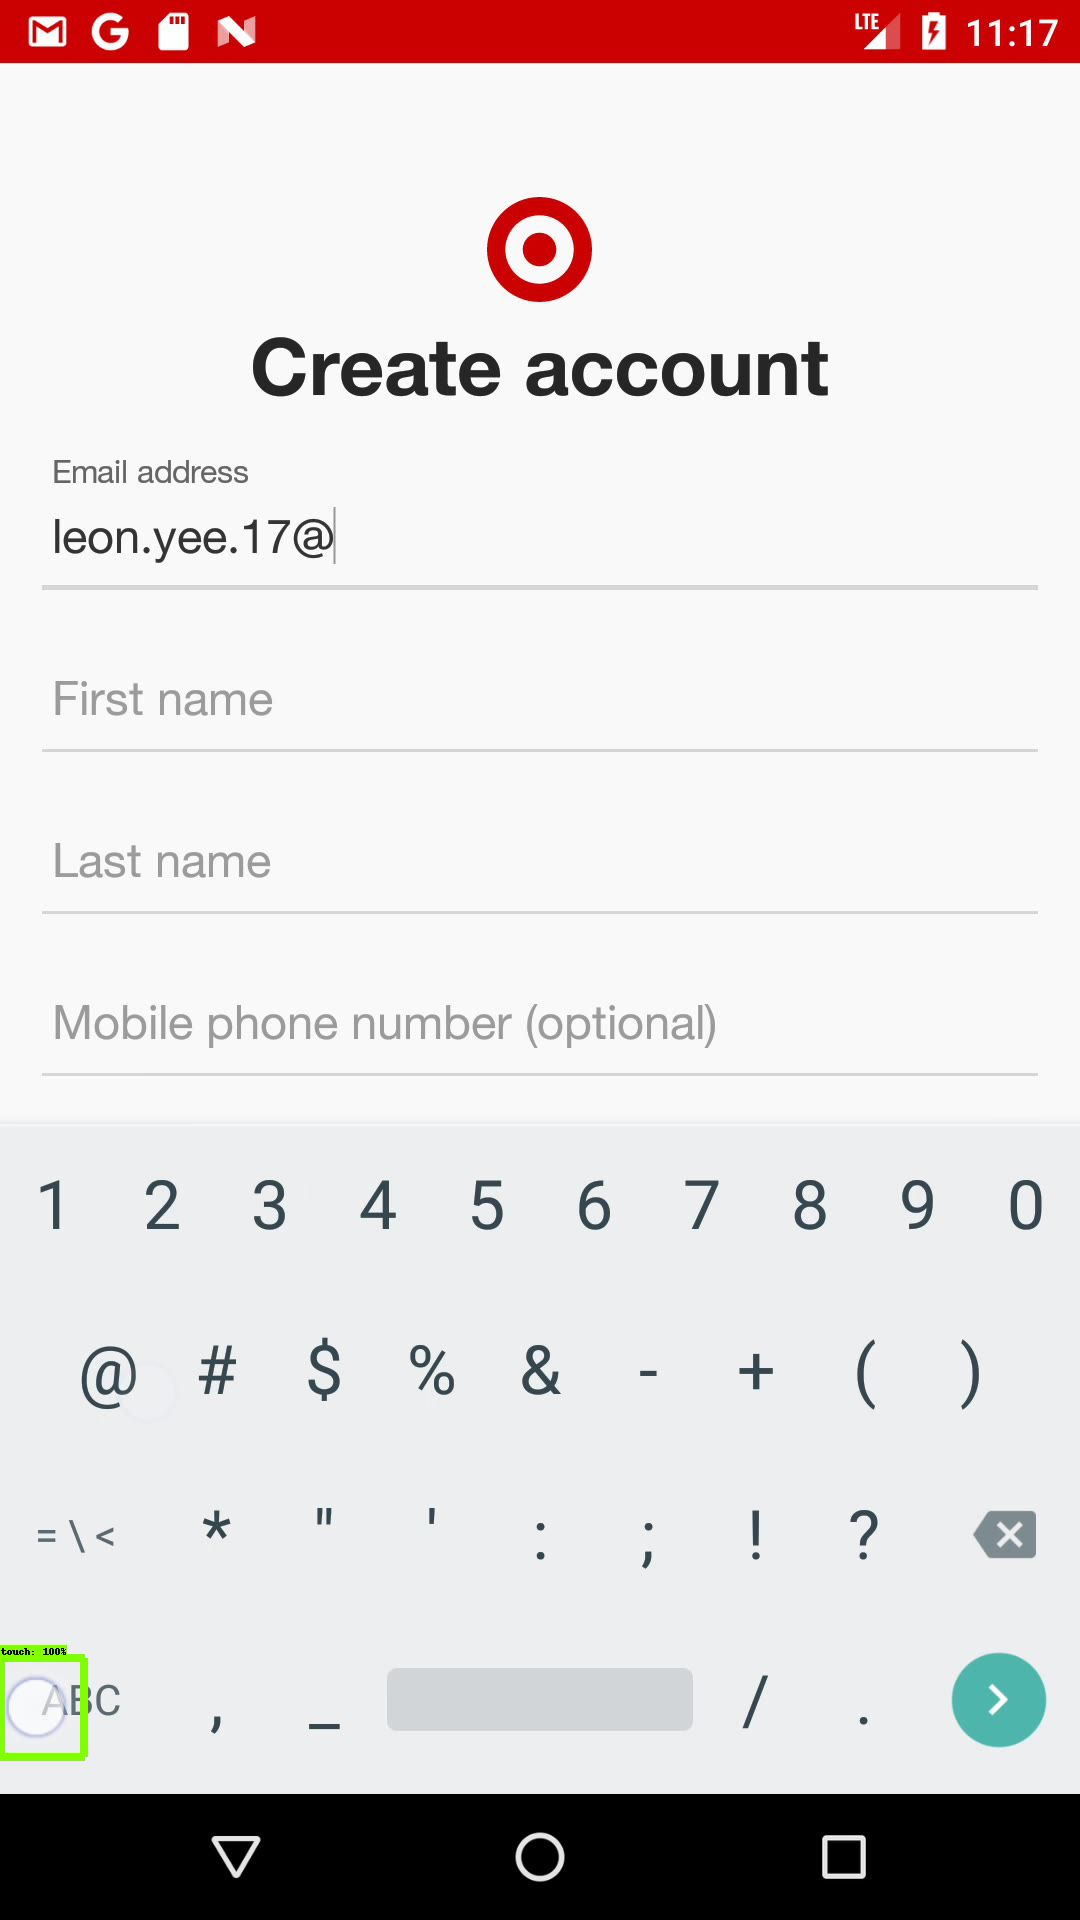 LTE 11:17
Create account
Email address
leon.yee.17@
First name
Last name
Mobile phone number (optional)
1 2 3 4 5 6 7 8 9 0
@ # $ % & - + ( )
= \ < * " ' : ; ! ?
touch: 100%
ABC , _ / .